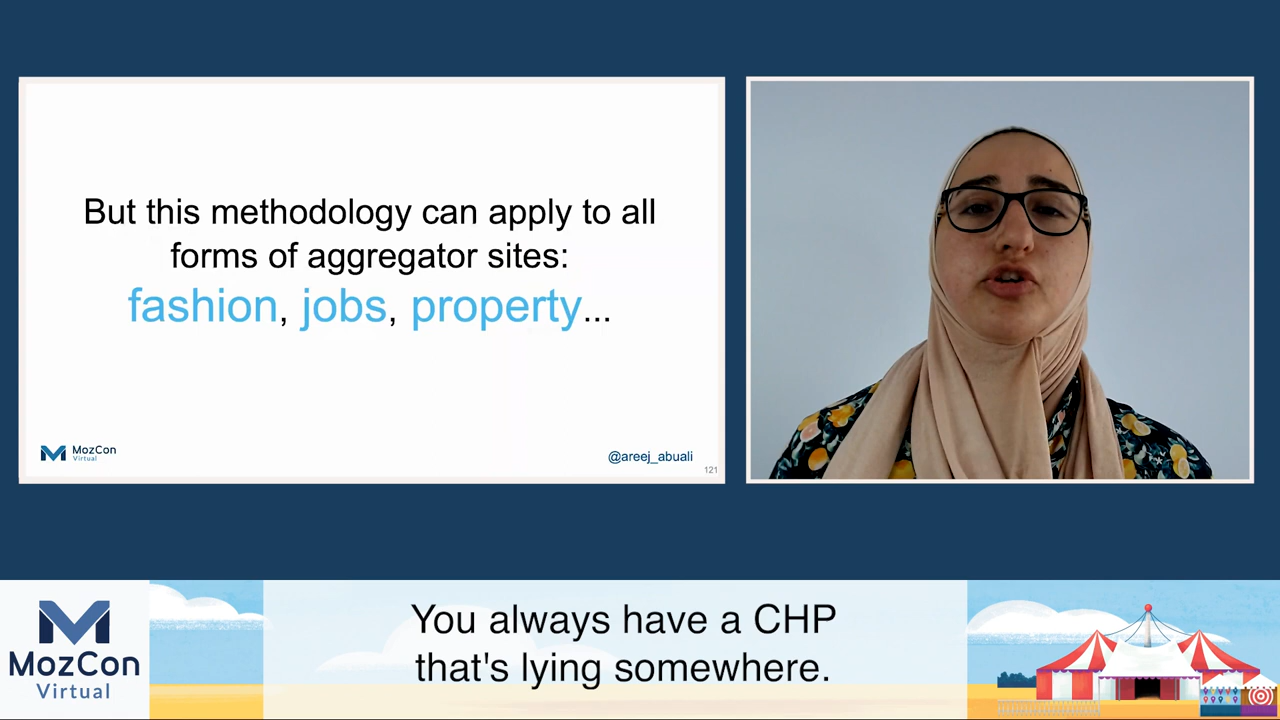 But this methodology can apply to all
forms of aggregator sites:
fashion, jobs, property...
MozCon
Virtual
@areej_abuali
121
MozCon
Virtual
You always have a CHP
that's lying somewhere.